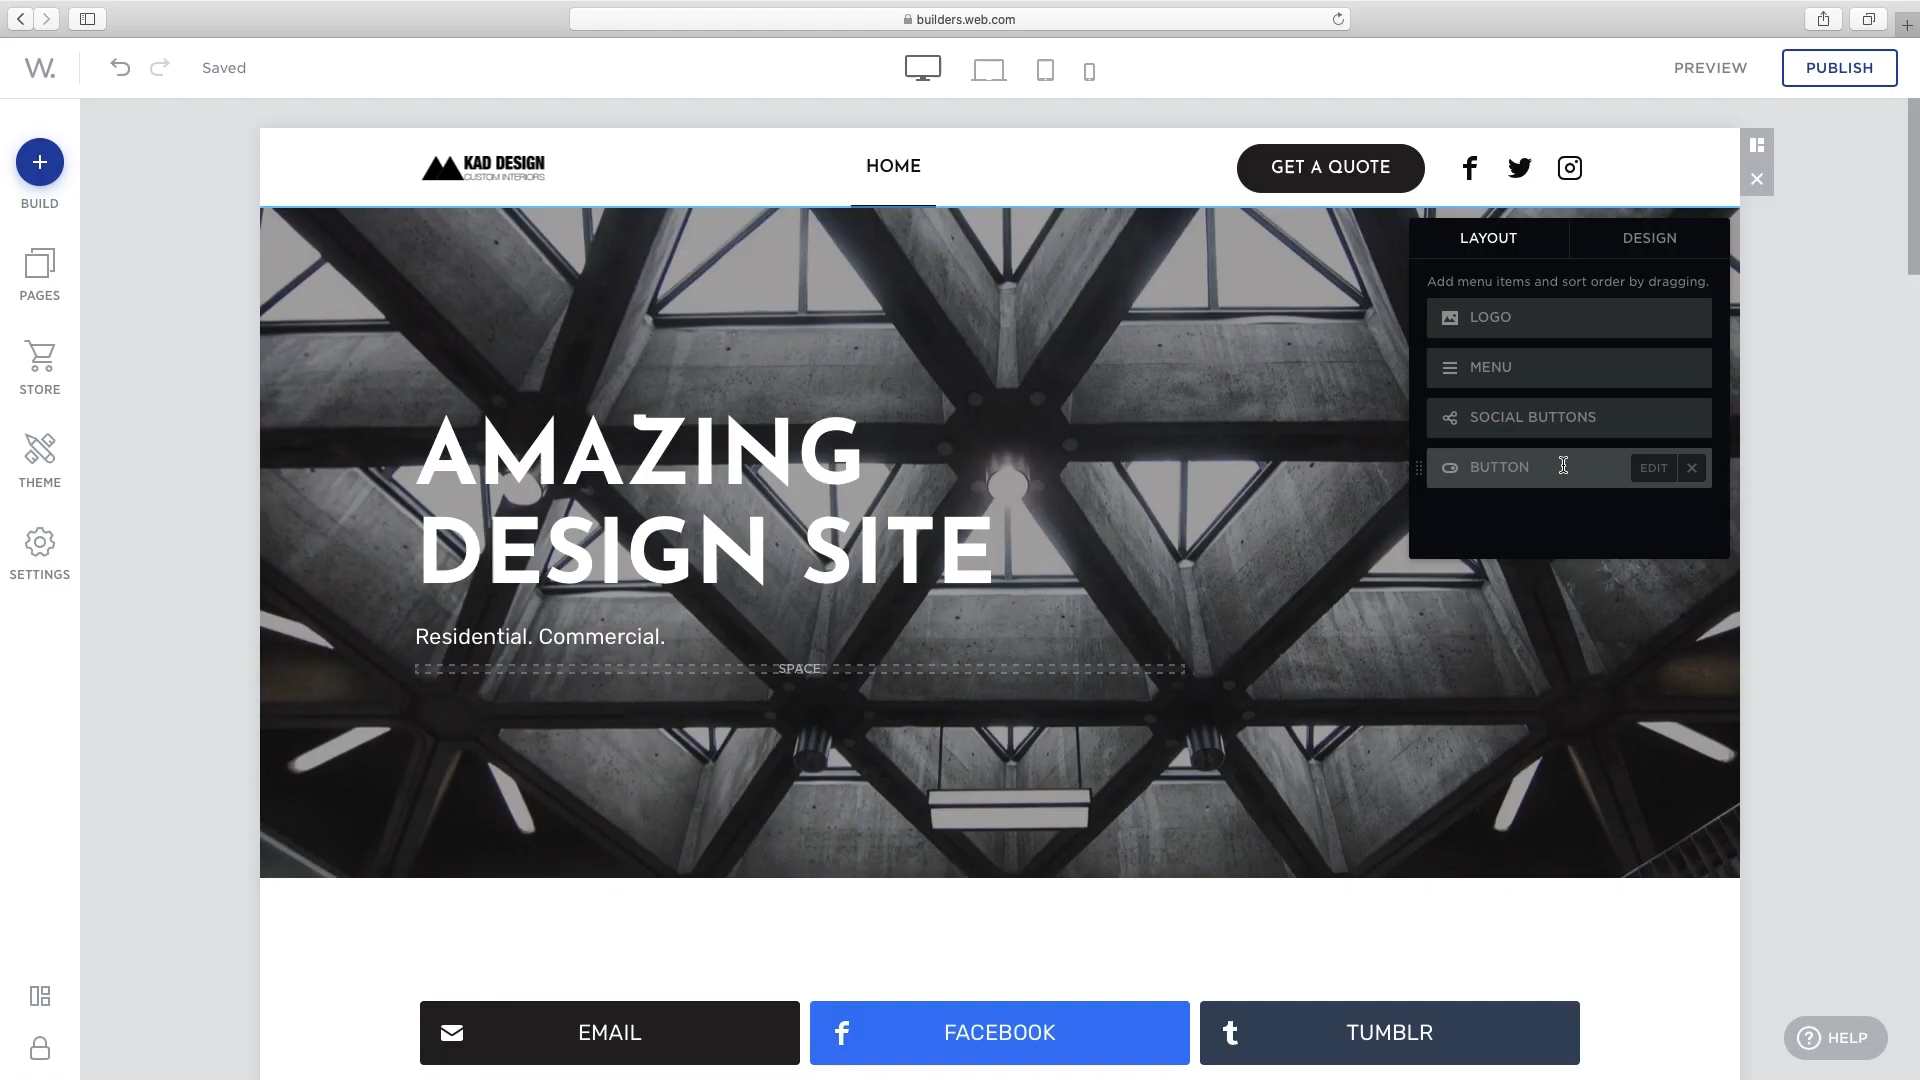 builders.web.com
W.
Saved
PREVIEW
PUBLISH
BUILD
PAGES
STORE
THEME
SETTINGS
KAD DESIGN
CUSTOM INTERIORS
HOME
GET A QUOTE
LAYOUT
DESIGN
Add menu items and sort order by dragging.
LOGO
MENU
SOCIAL BUTTONS
BUTTON
EDIT
AMAZING
DESIGN SITE
Residential. Commercial.
SPACE
EMAIL
FACEBOOK
TUMBLR
HELP